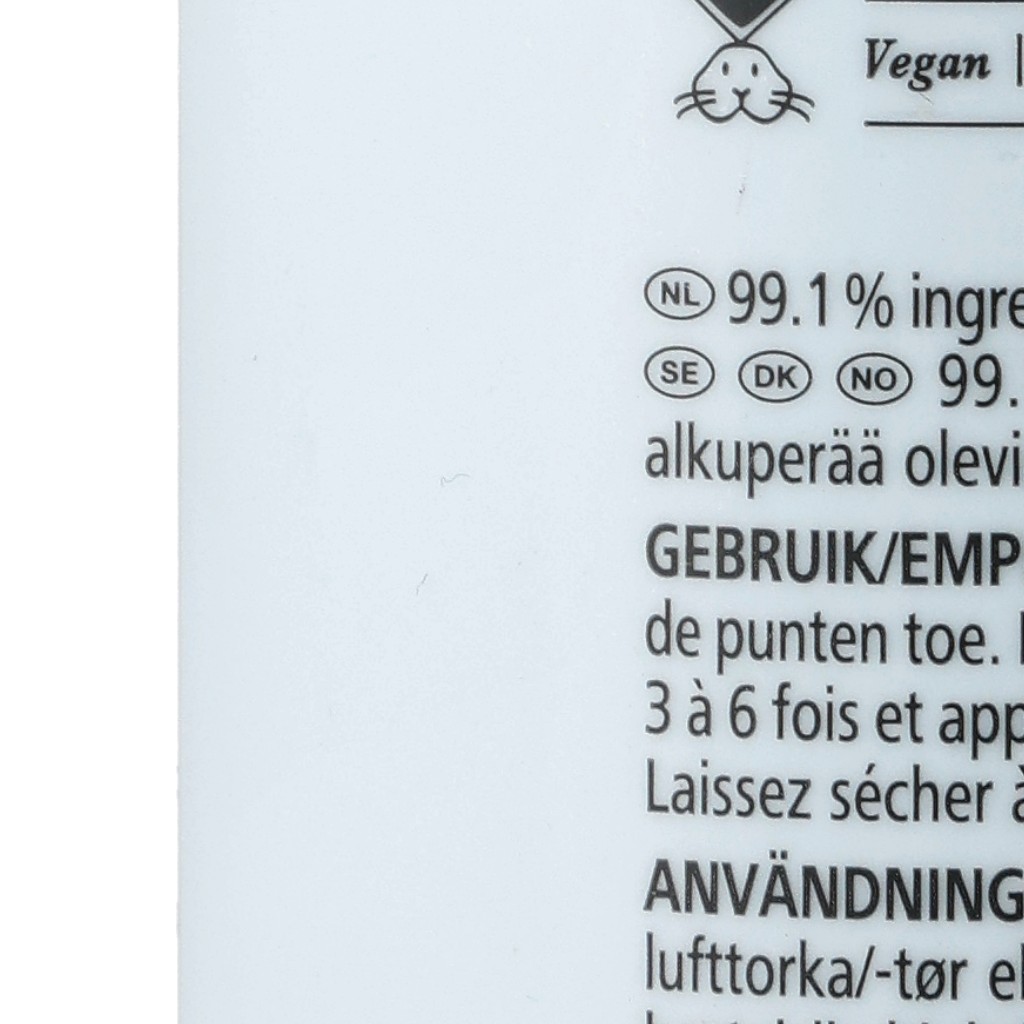 Vegan |
NL 99.1 % ingre
SE DK NO 99.
alkuperää olevi
GEBRUIK/EMP
de punten toe.
3 à 6 fois et app
Laissez sécher à
ANVÄNDNING
lufttorka/-tør el